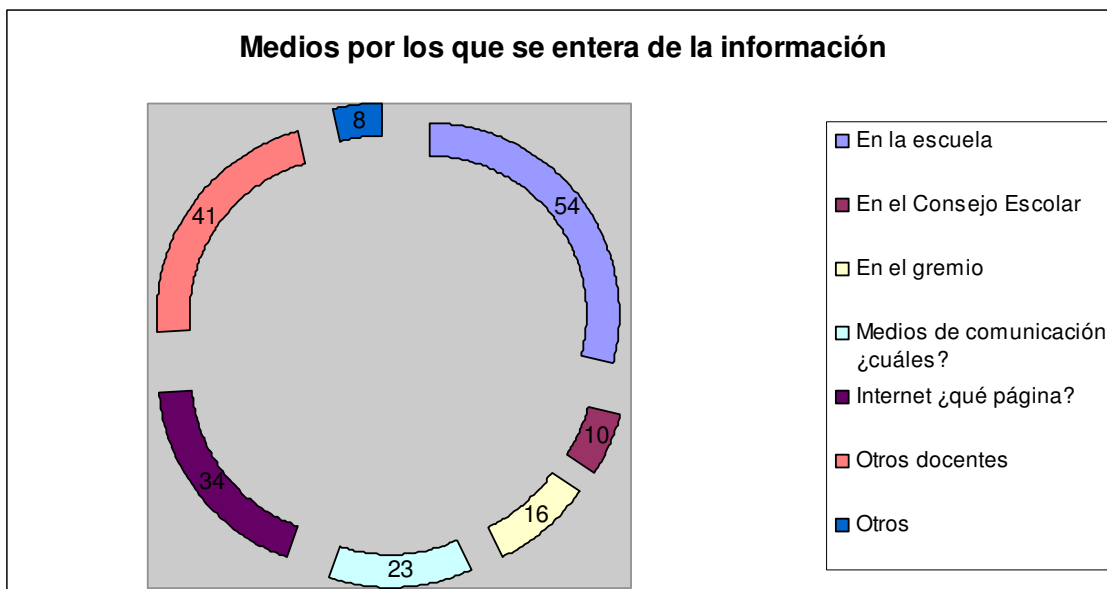 Medios por los que se entera de la información
8
54
41
10
16
34
23
En la escuela
En el Consejo Escolar
En el gremio
Medios de comunicación
¿cuáles?
Internet ¿qué página?
Otros docentes
Otros